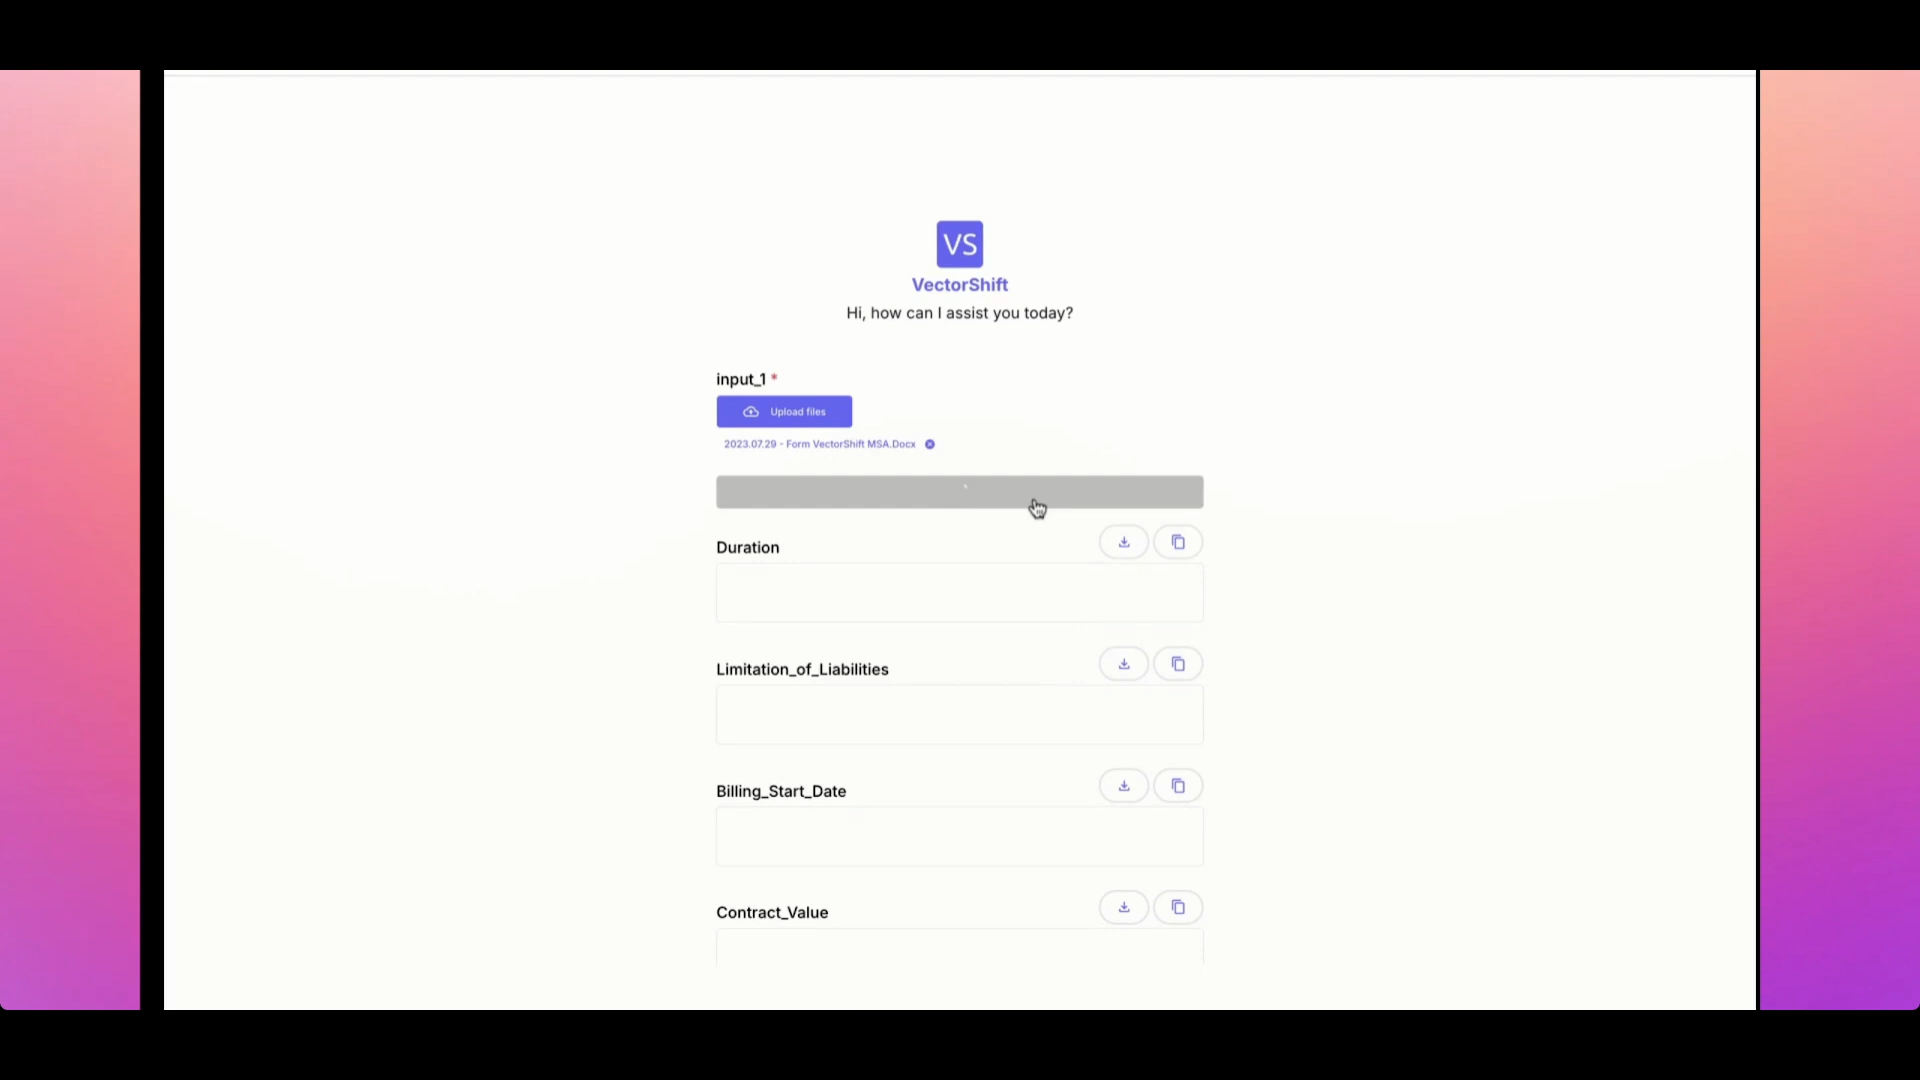 VS
VectorShift
Hi, how can I assist you today?
input_1 *
Upload files
2023.07.29 - Form VectorShift MSA.Docx
Duration
Limitation_of_Liabilities
Billing_Start_Date
Contract_Value